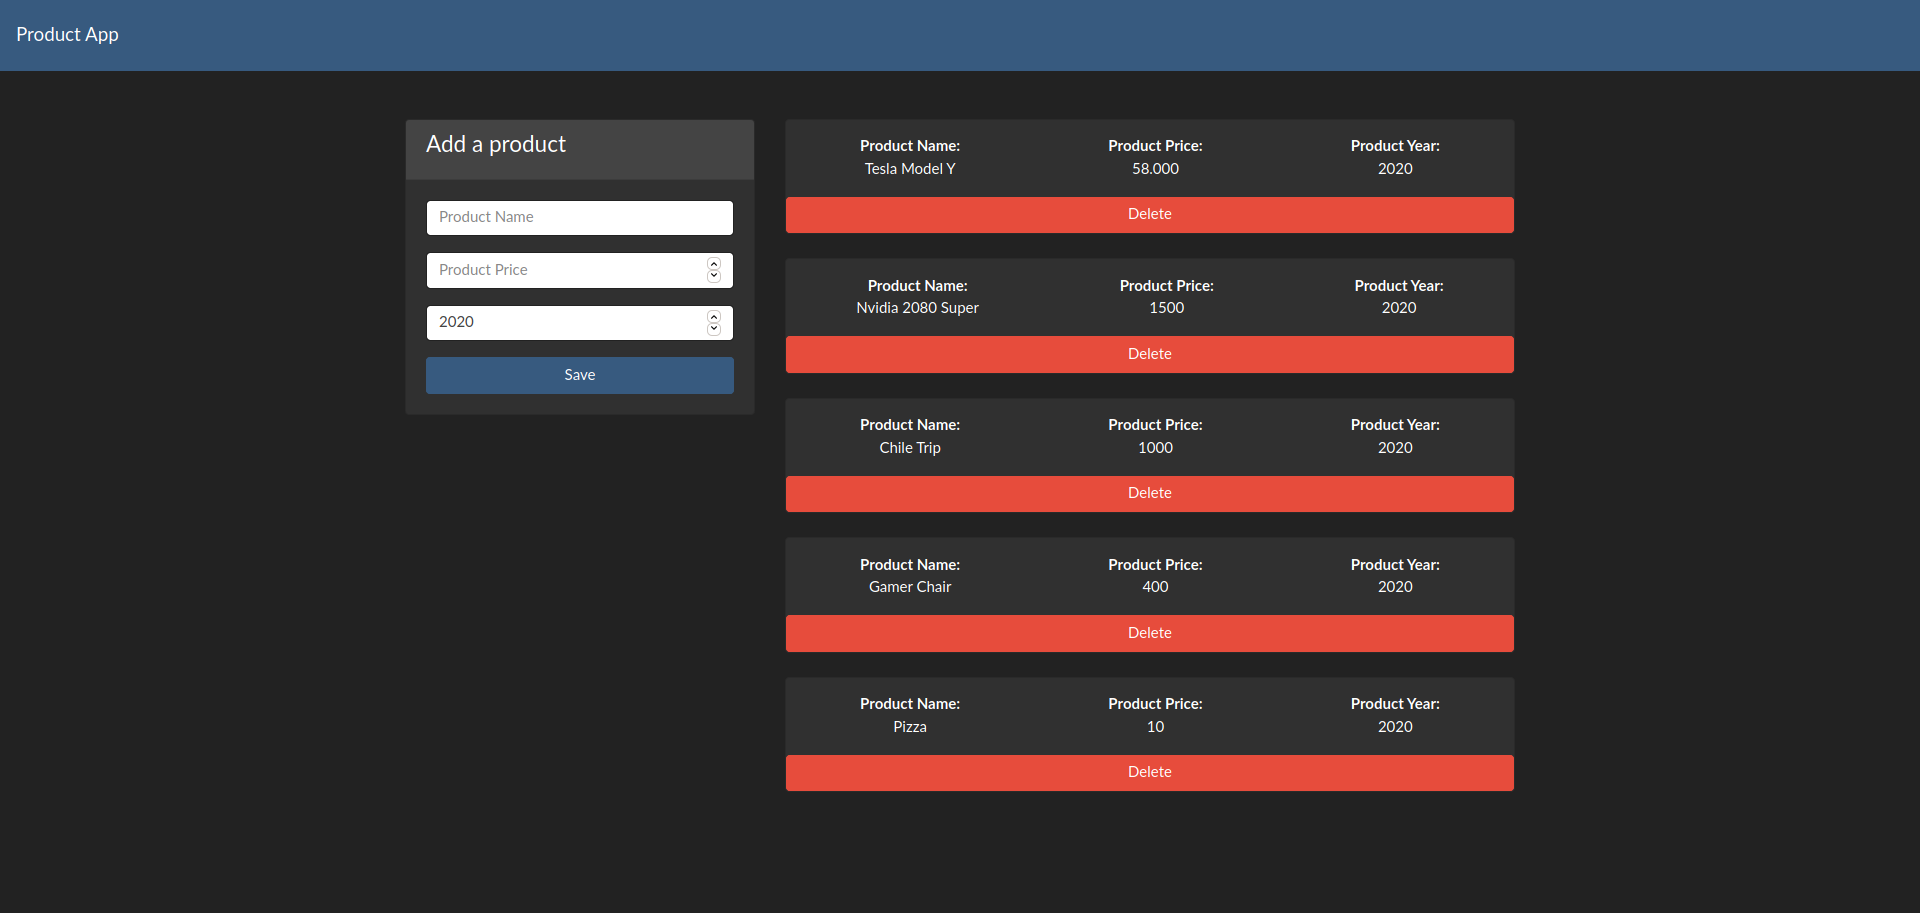 Product App
Add a product
Product Name
Product Price
2020
Save
Product Name: Product Price: Product Year:
Tesla Model Y 58.000 2020
Delete
Product Name: Product Price: Product Year:
Nvidia 2080 Super 1500 2020
Delete
Product Name: Product Price: Product Year:
Chile Trip 1000 2020
Delete
Product Name: Product Price: Product Year:
Gamer Chair 400 2020
Delete
Product Name: Product Price: Product Year:
Pizza 10 2020
Delete